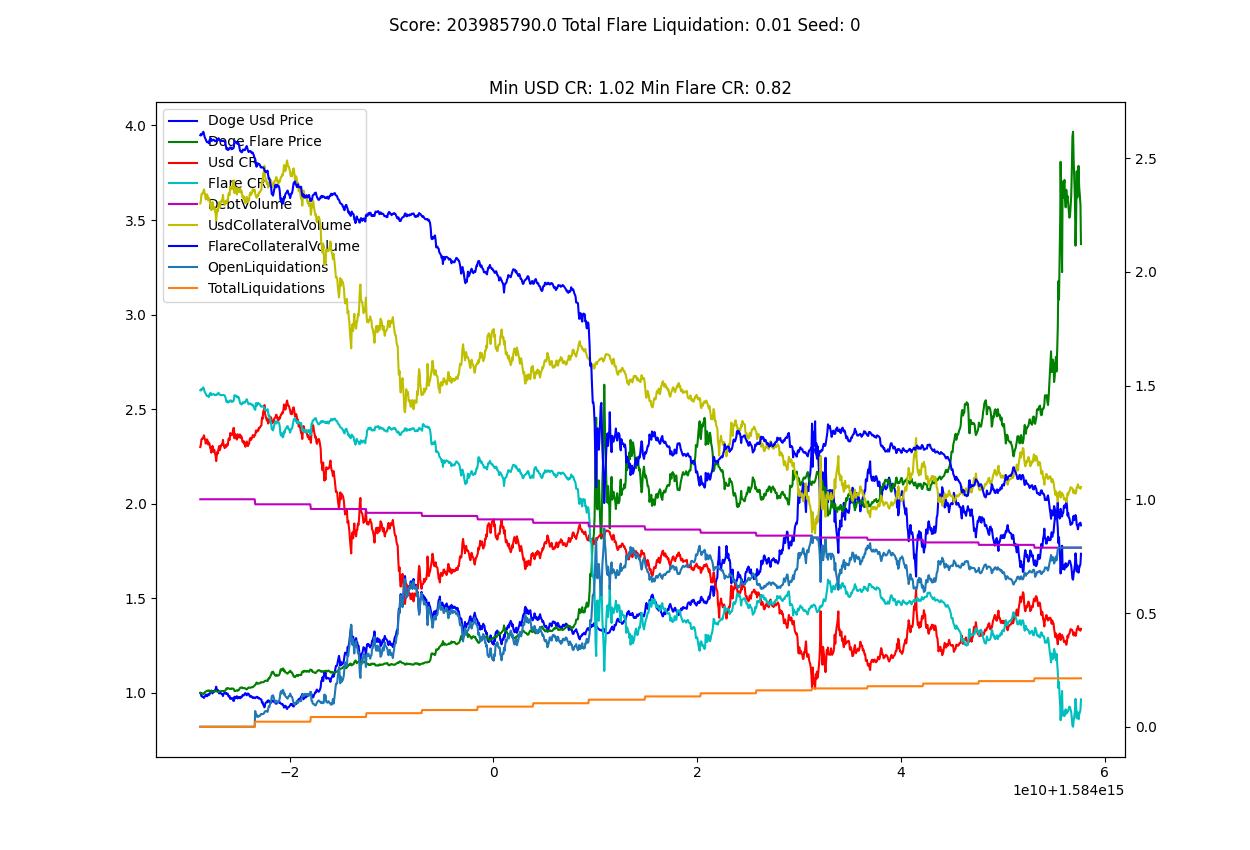 Score: 203985790.0 Total Flare Liquidation: 0.01 Seed: 0
Min USD CR: 1.02 Min Flare CR: 0.82
Doge Usd Price
Doge Flare Price
Usd CR
Flare CR
DebtVolume
UsdCollateralVolume
FlareCollateralVolume
OpenLiquidations
TotalLiquidations
4.0
3.5
3.0
2.5
2.0
1.5
1.0
2.5
2.0
1.5
1.0
0.5
0.0
−2
0
2
4
6
1e10+1.584e15